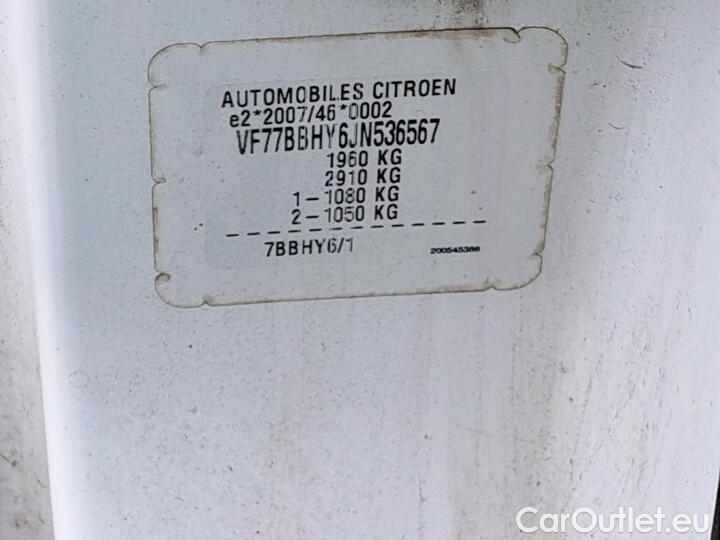 AUTOMOBILES CITROEN
e2*2007/46*0002
VF77BBHY6JN536567
1960 KG
2910 KG
1-1080 KG
2-1050 KG
7BBHY6/1 200545386
CarOutlet.eu